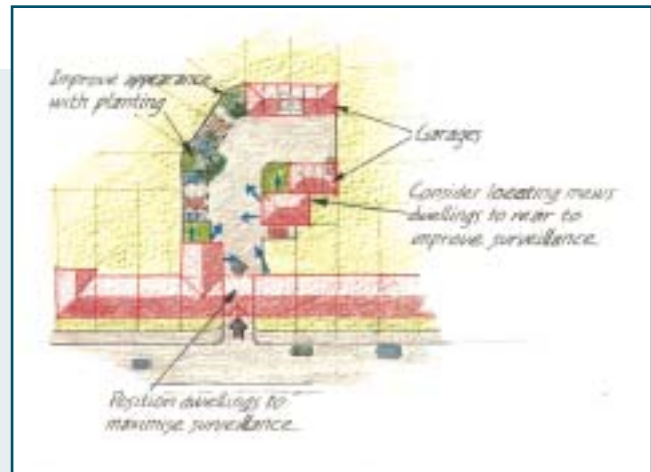 Improve appearance
with planting
Garages
Consider locating mews
dwellings to rear to
improve surveillance
Position dwellings to
maximise surveillance